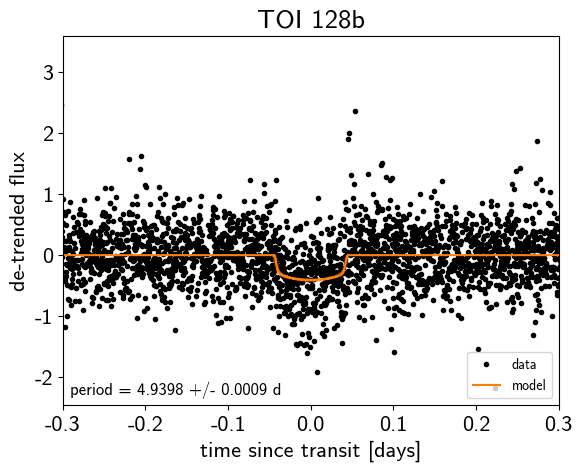 TOI 128b
de-trended flux
3
2
1
0
-1
-2
period = 4.9398 +/- 0.0009 d
data
model
-0.3 -0.2 -0.1 0.0 0.1 0.2 0.3
time since transit [days]